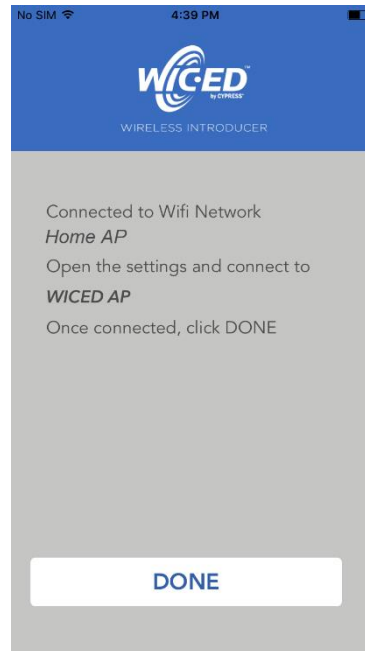 No SIM 4:39 PM
WICED™
by CYPRESS
WIRELESS INTRODUCER
Connected to Wifi Network
Home AP
Open the settings and connect to
WICED AP
Once connected, click DONE
DONE